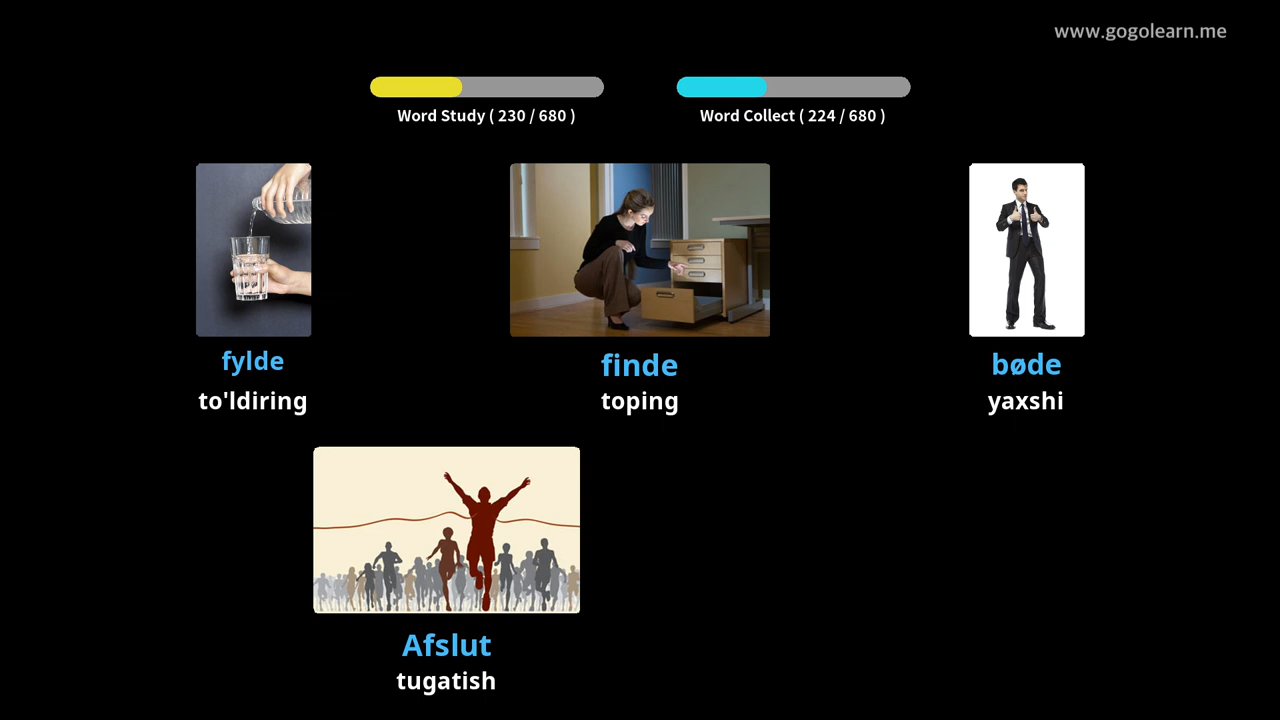 www.gogolearn.me
Word Study ( 230 / 680 )
Word Collect ( 224 / 680 )
fylde
to'ldiring
finde
toping
bøde
yaxshi
Afslut
tugatish